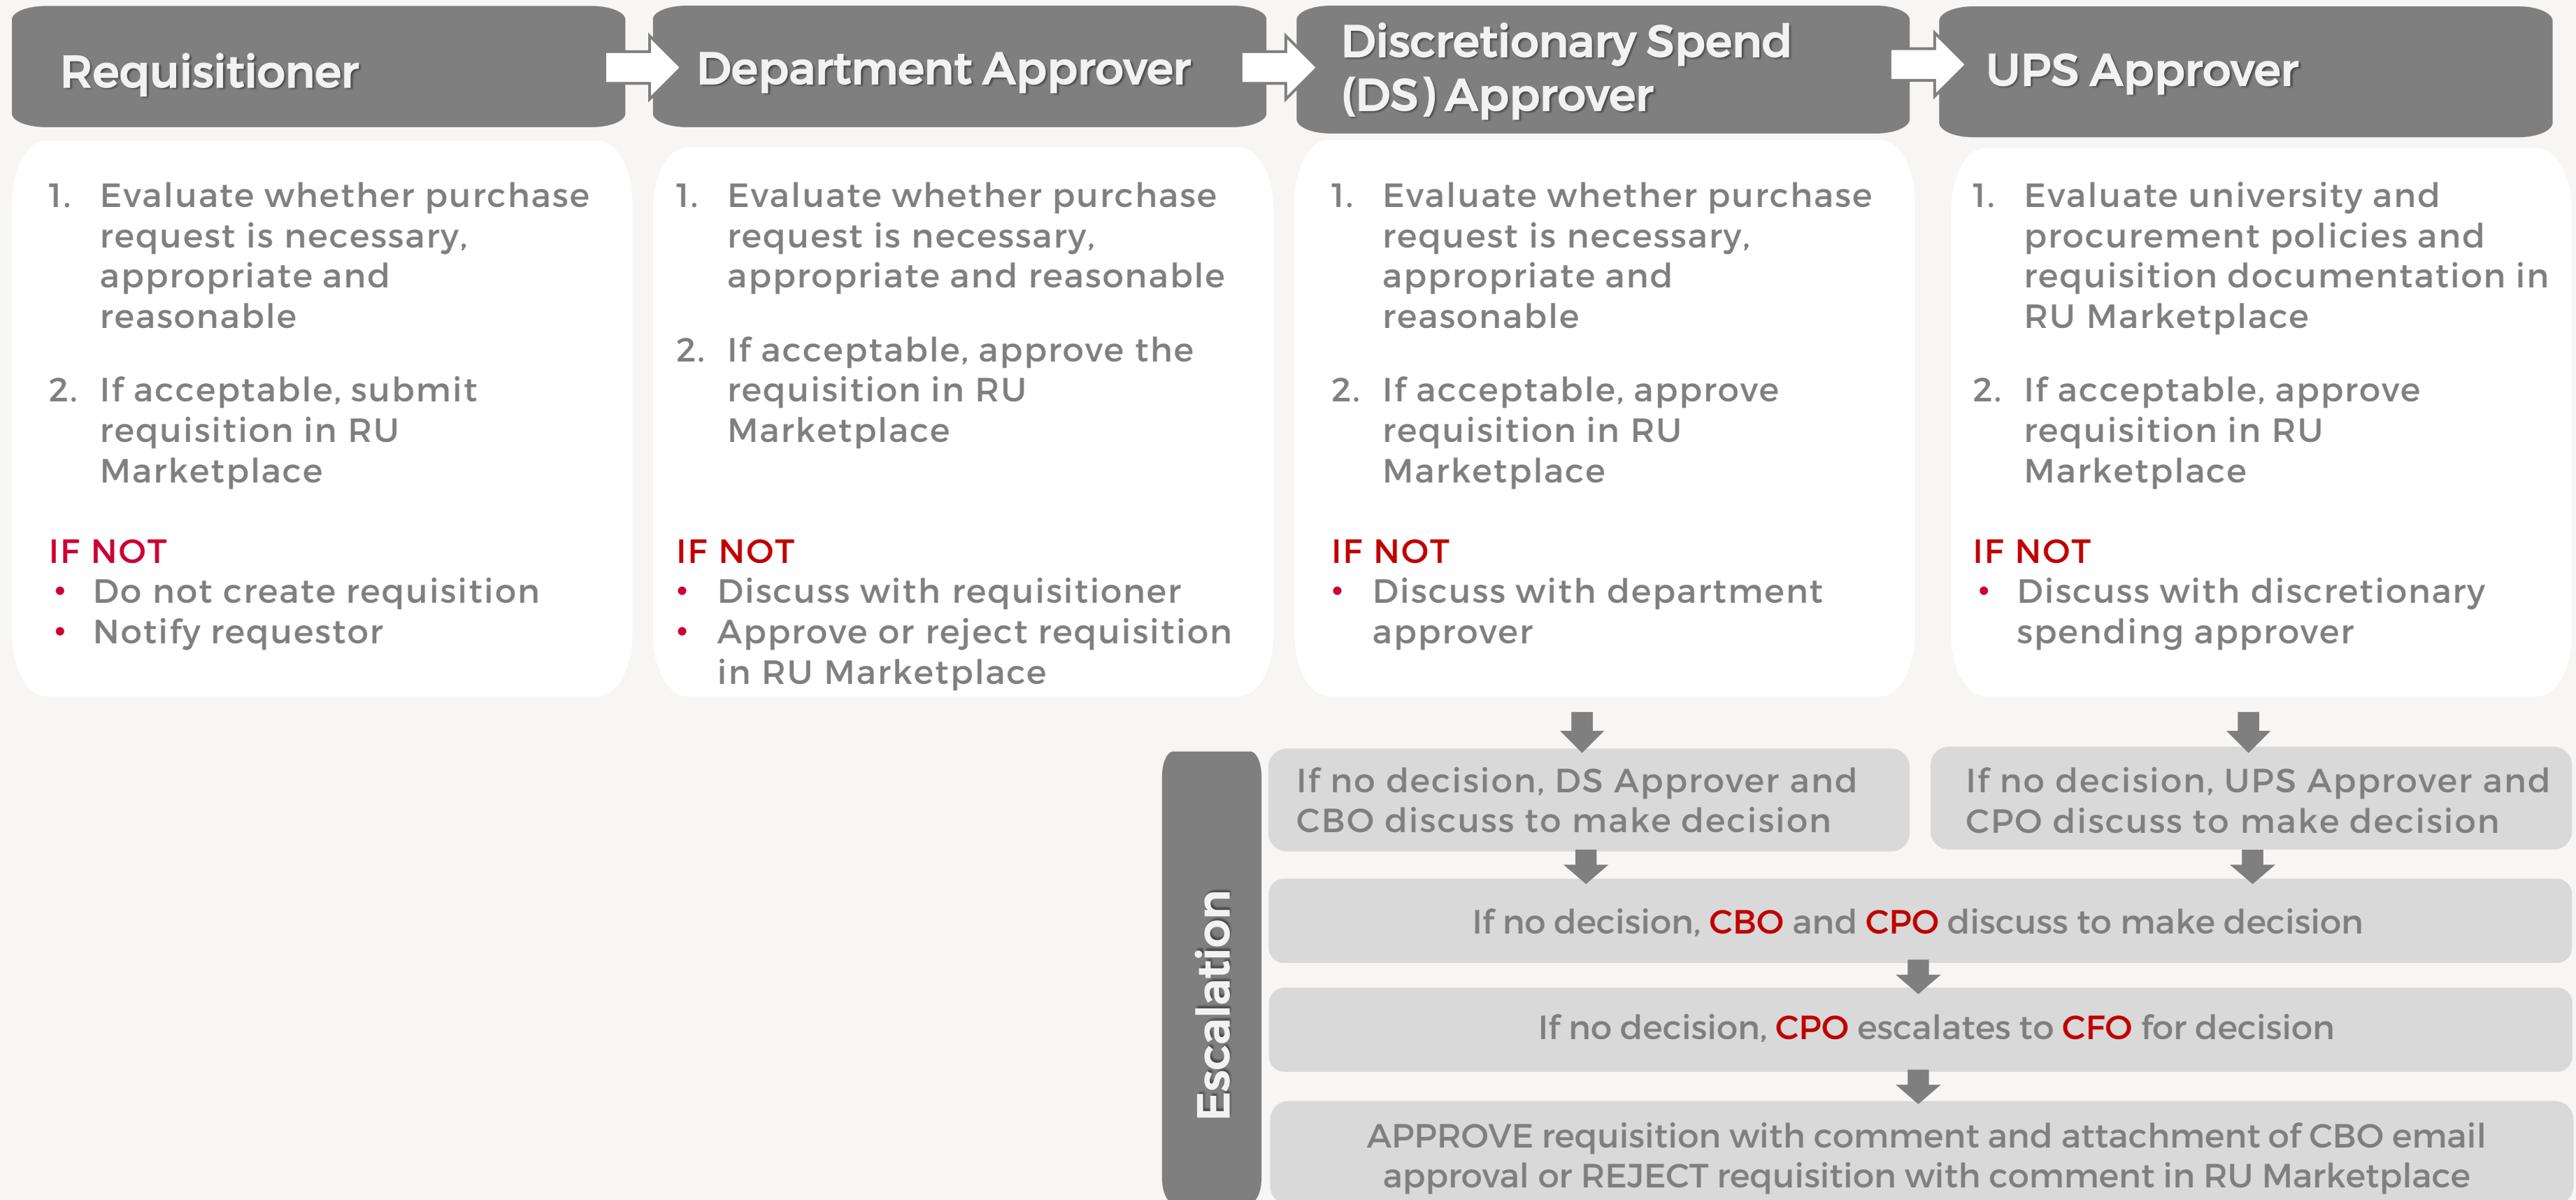 Requisitioner
Department Approver
Discretionary Spend
(DS) Approver
UPS Approver
1. Evaluate whether purchase
request is necessary,
appropriate and
reasonable
2. If acceptable, submit
requisition in RU
Marketplace
IF NOT
• Do not create requisition
• Notify requestor
1. Evaluate whether purchase
request is necessary,
appropriate and reasonable
2. If acceptable, approve the
requisition in RU
Marketplace
IF NOT
• Discuss with requisitioner
• Approve or reject requisition
in RU Marketplace
1. Evaluate whether purchase
request is necessary,
appropriate and
reasonable
2. If acceptable, approve
requisition in RU
Marketplace
IF NOT
• Discuss with department
approver
1. Evaluate university and
procurement policies and
requisition documentation in
RU Marketplace
2. If acceptable, approve
requisition in RU
Marketplace
IF NOT
• Discuss with discretionary
spending approver
Escalation
If no decision, DS Approver and
CBO discuss to make decision
If no decision, UPS Approver and
CPO discuss to make decision
If no decision, CBO and CPO discuss to make decision
If no decision, CPO escalates to CFO for decision
APPROVE requisition with comment and attachment of CBO email
approval or REJECT requisition with comment in RU Marketplace